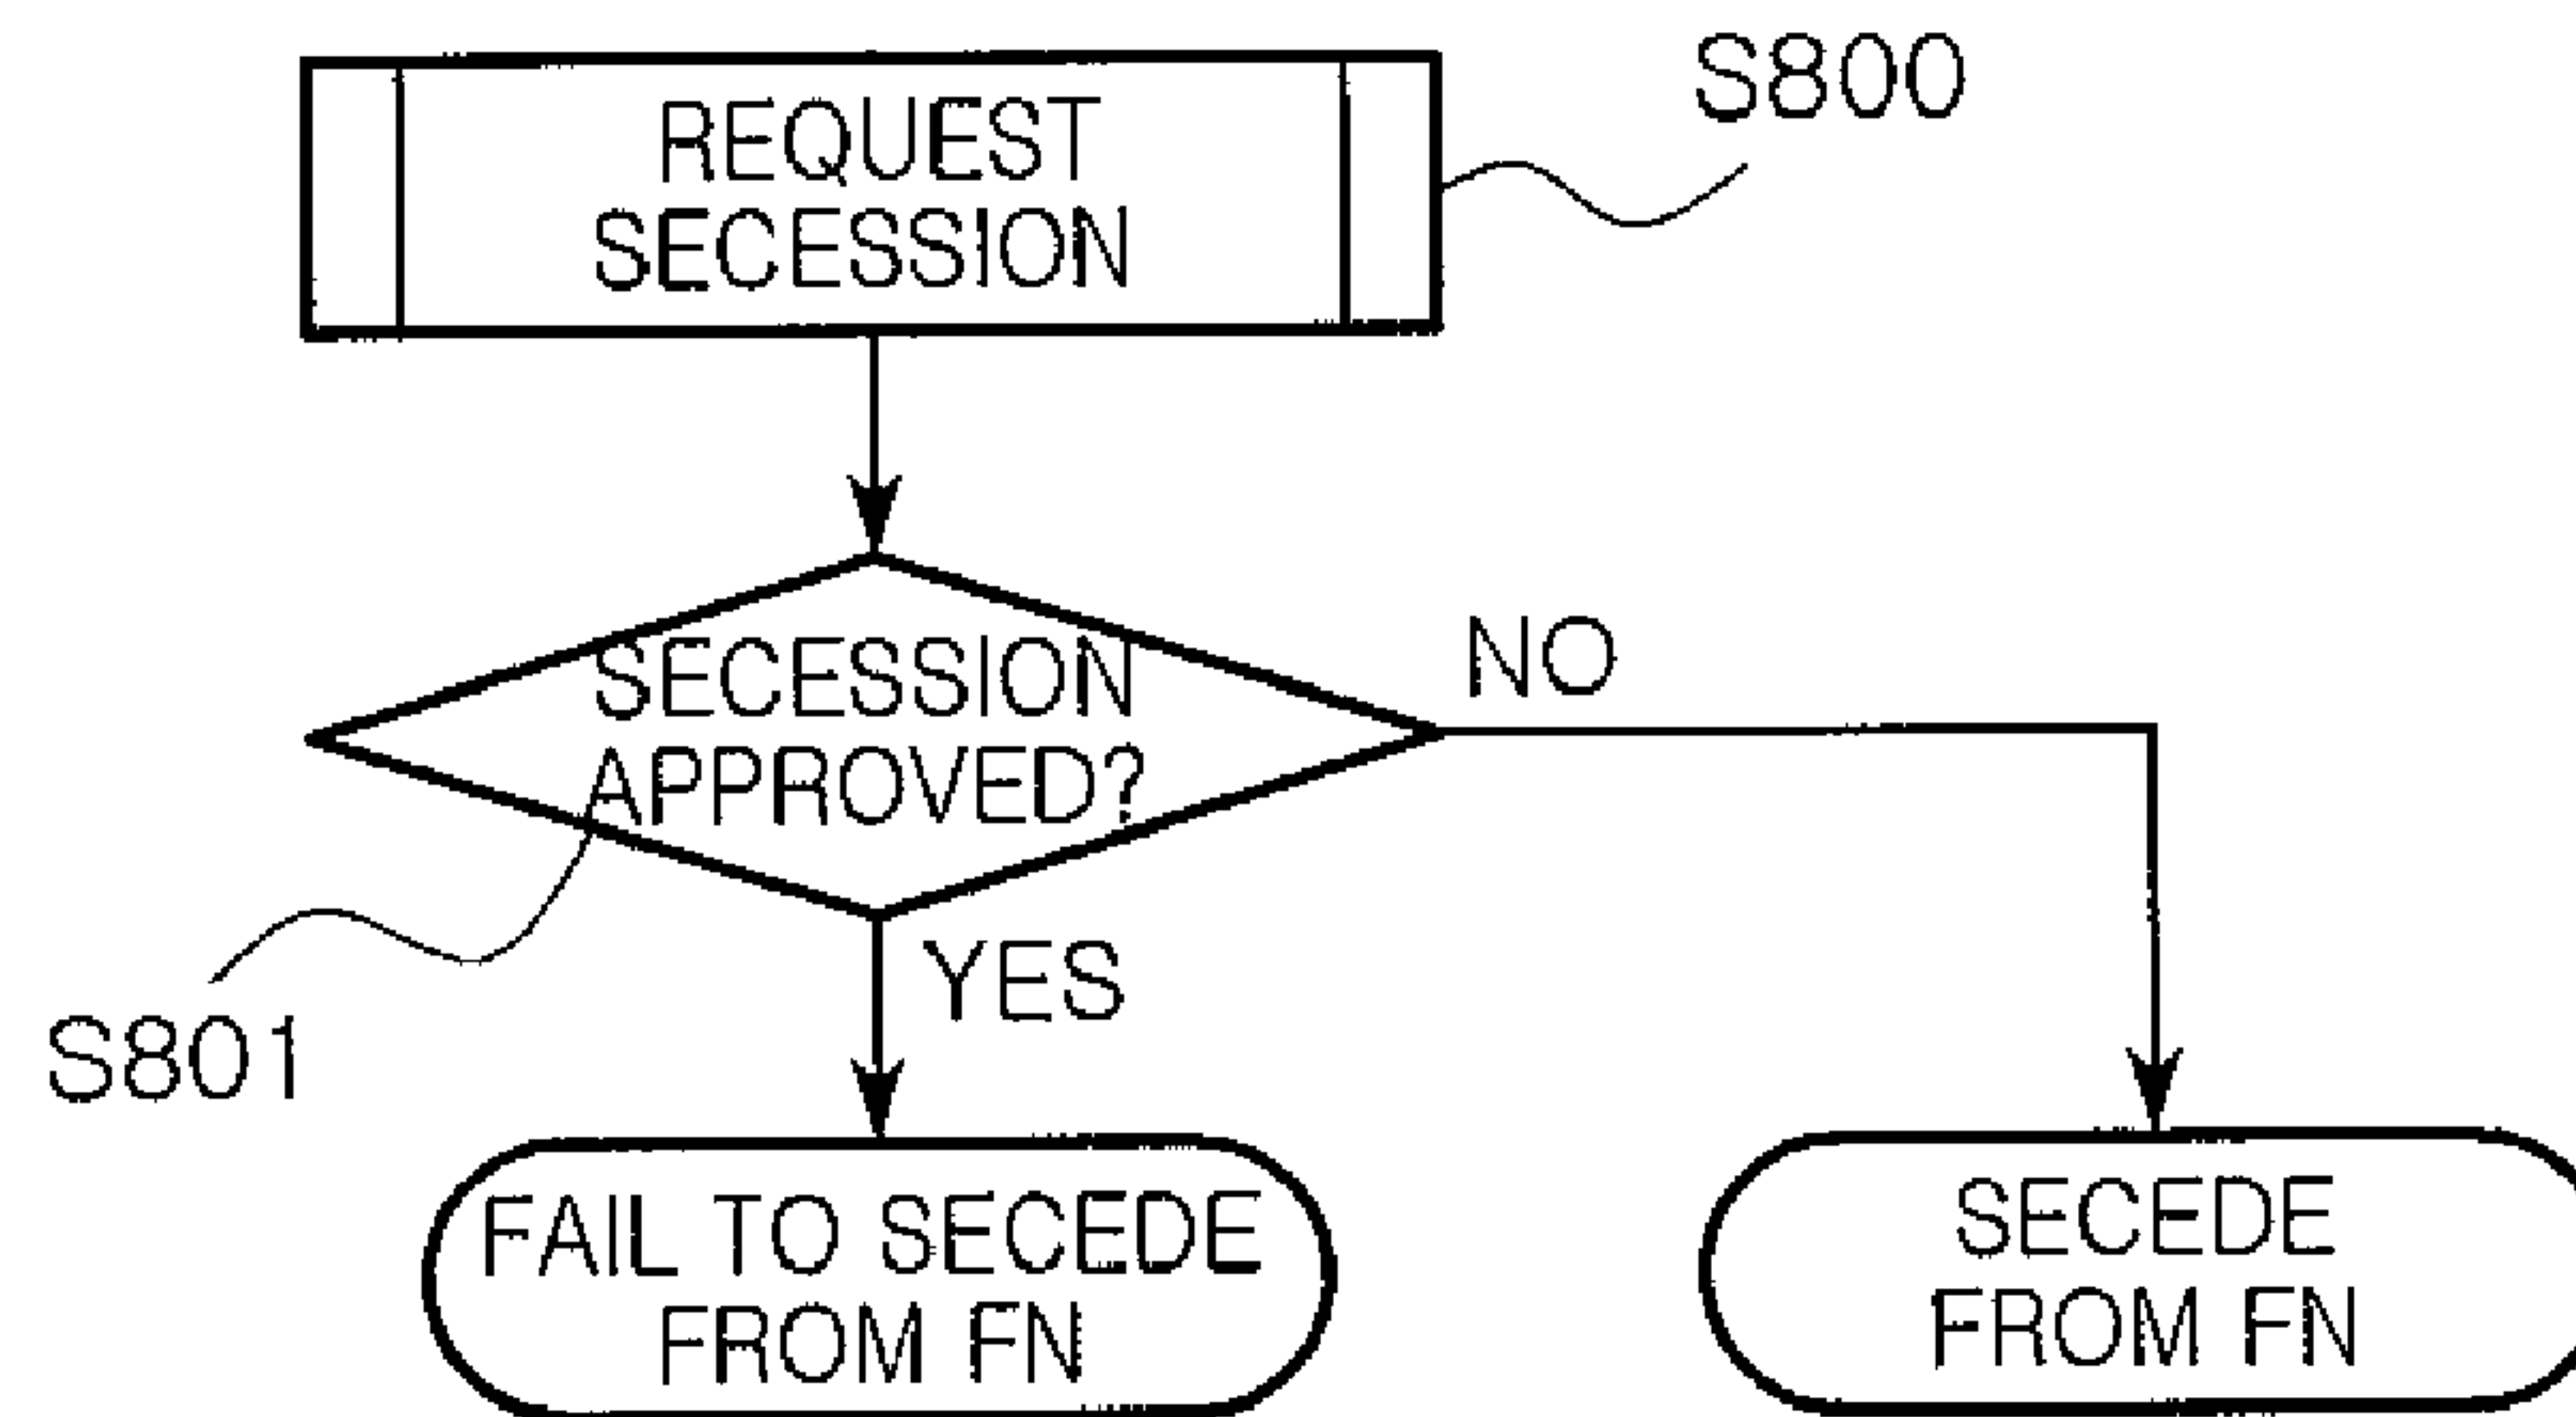 REQUEST
SECESSION
S800
SECESSION
APPROVED?
NO
YES
S801
FAIL TO SECEDE
FROM FN
SECEDE
FROM FN